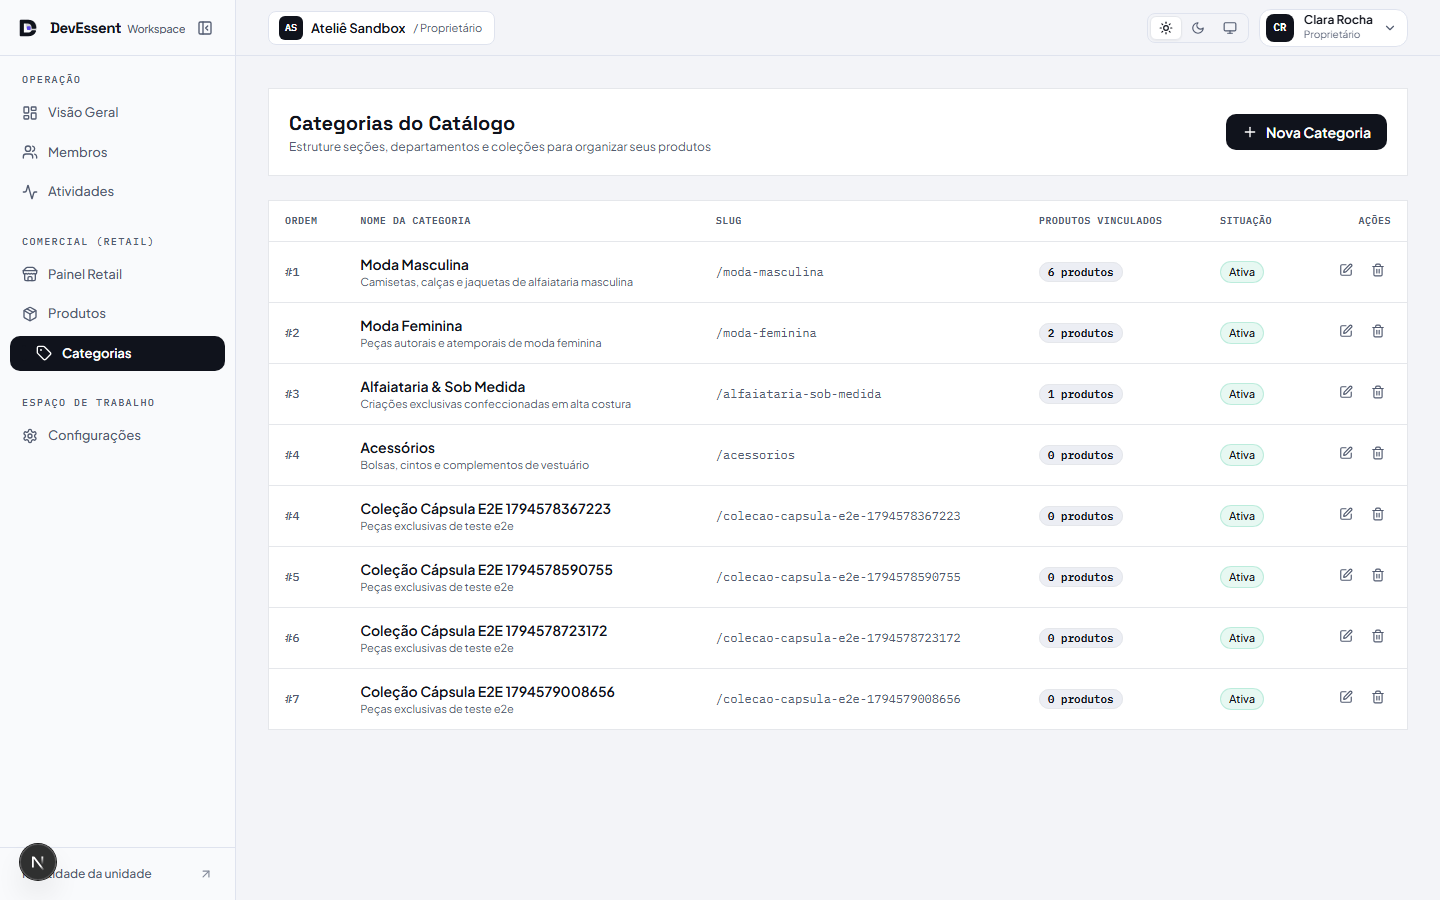 DevEssent Workspace
AS Ateliê Sandbox / Proprietário
CR Clara Rocha
Proprietário
OPERAÇÃO
Visão Geral
Membros
Atividades
COMERCIAL (RETAIL)
Painel Retail
Produtos
Categorias
ESPAÇO DE TRABALHO
Configurações
N
idade da unidade
Categorias do Catálogo
Estruture seções, departamentos e coleções para organizar seus produtos
+ Nova Categoria
ORDEM NOME DA CATEGORIA SLUG PRODUTOS VINCULADOS SITUAÇÃO AÇÕES
#1 Moda Masculina /moda-masculina 6 produtos Ativa
Camisetas, calças e jaquetas de alfaiataria masculina
#2 Moda Feminina /moda-feminina 2 produtos Ativa
Peças autorais e atemporais de moda feminina
#3 Alfaiataria & Sob Medida /alfaiataria-sob-medida 1 produtos Ativa
Criações exclusivas confeccionadas em alta costura
#4 Acessórios /acessorios 0 produtos Ativa
Bolsas, cintos e complementos de vestuário
#4 Coleção Cápsula E2E 1794578367223 /colecao-capsula-e2e-1794578367223 0 produtos Ativa
Peças exclusivas de teste e2e
#5 Coleção Cápsula E2E 1794578590755 /colecao-capsula-e2e-1794578590755 0 produtos Ativa
Peças exclusivas de teste e2e
#6 Coleção Cápsula E2E 1794578723172 /colecao-capsula-e2e-1794578723172 0 produtos Ativa
Peças exclusivas de teste e2e
#7 Coleção Cápsula E2E 1794579008656 /colecao-capsula-e2e-1794579008656 0 produtos Ativa
Peças exclusivas de teste e2e